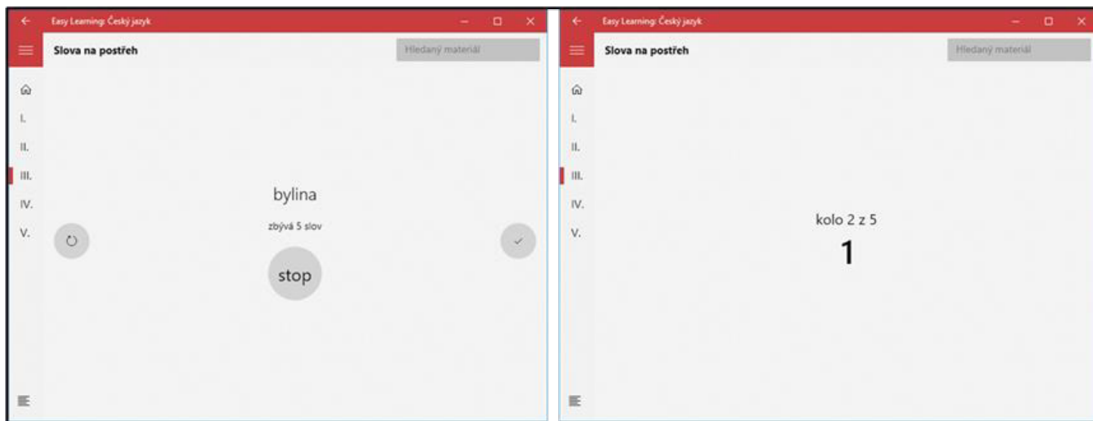 Easy Learning: Český jazyk
Slova na postřeh
Hledaný materiál
I.
II.
III.
IV.
V.
bylina
zbývá 5 slov
stop
Easy Learning: Český jazyk
Slova na postřeh
Hledaný materiál
I.
II.
III.
IV.
V.
kolo 2 z 5
1